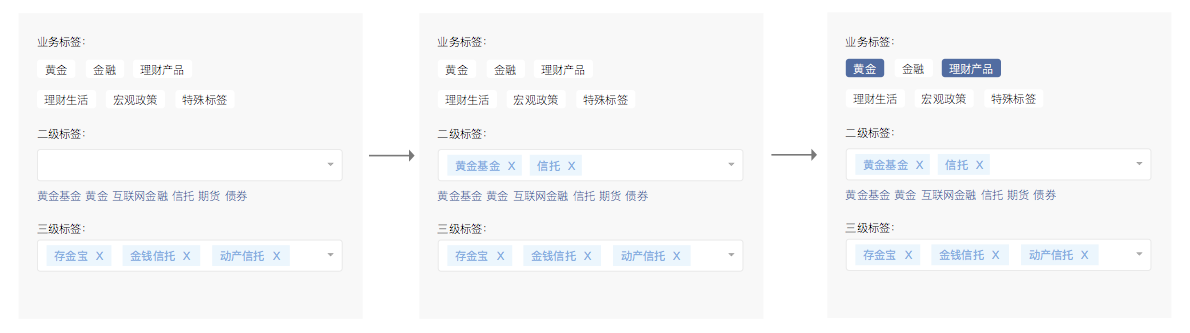 业务标签：
黄金 金融 理财产品
理财生活 宏观政策 特殊标签
二级标签：
黄金基金 黄金 互联网金融 信托 期货 债券
三级标签：
存金宝 X 金钱信托 X 动产信托 X
业务标签：
黄金 金融 理财产品
理财生活 宏观政策 特殊标签
二级标签：
黄金基金 X 信托 X
黄金基金 黄金 互联网金融 信托 期货 债券
三级标签：
存金宝 X 金钱信托 X 动产信托 X
业务标签：
黄金 金融 理财产品
理财生活 宏观政策 特殊标签
二级标签：
黄金基金 X 信托 X
黄金基金 黄金 互联网金融 信托 期货 债券
三级标签：
存金宝 X 金钱信托 X 动产信托 X